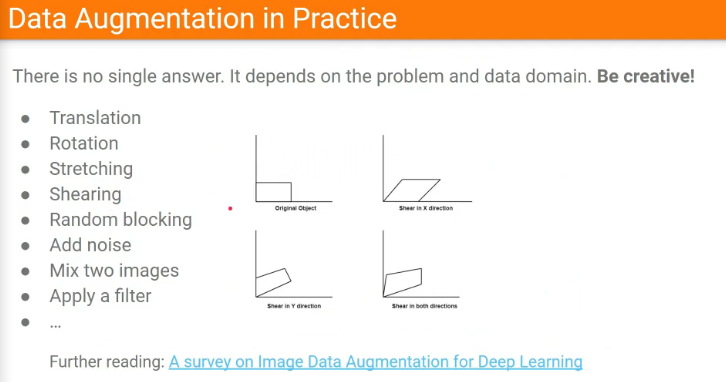 Data Augmentation in Practice
There is no single answer. It depends on the problem and data domain. Be creative!
● Translation
● Rotation
● Stretching
● Shearing
● Random blocking
● Add noise
● Mix two images
● Apply a filter
● ...
Original Object
Shear in X direction
Shear in Y direction
Shear in both directions
Further reading: A survey on Image Data Augmentation for Deep Learning